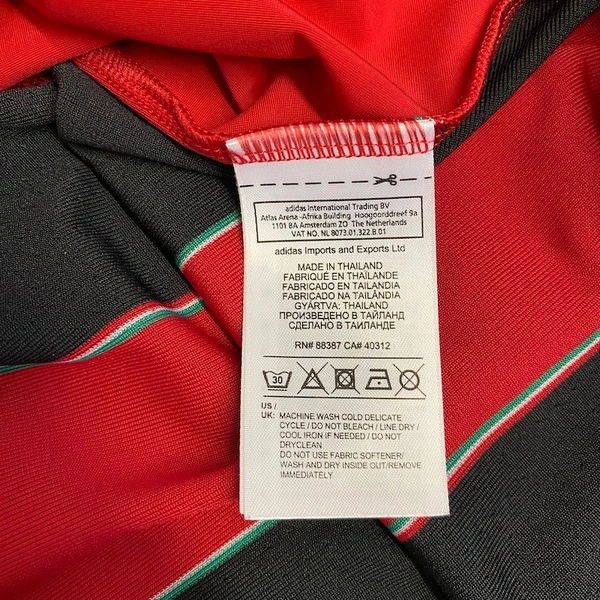 adidas International Trading BV
Atlas Arena -Afrika Building Hoogoorddreef 9a
1101 BA Amsterdam ZO The Netherlands
VAT NO. NL 8073.01.322.B.01
adidas Imports and Exports Ltd
MADE IN THAILAND
FABRIQUÉ EN THAÏLANDE
FABRICADO EN TAILANDIA
FABRICADO NA TAILÂNDIA
GYÁRTVA: THAILAND
ПРОИЗВЕДЕНО В ТАЙЛАНД
СДЕЛАНО В ТАИЛАНДЕ
RN# 88387 CA# 40312
30
US /
UK: MACHINE WASH COLD DELICATE
CYCLE / DO NOT BLEACH / LINE DRY /
COOL IRON IF NEEDED / DO NOT
DRYCLEAN
DO NOT USE FABRIC SOFTENER/
WASH AND DRY INSIDE OUT/REMOVE
IMMEDIATELY